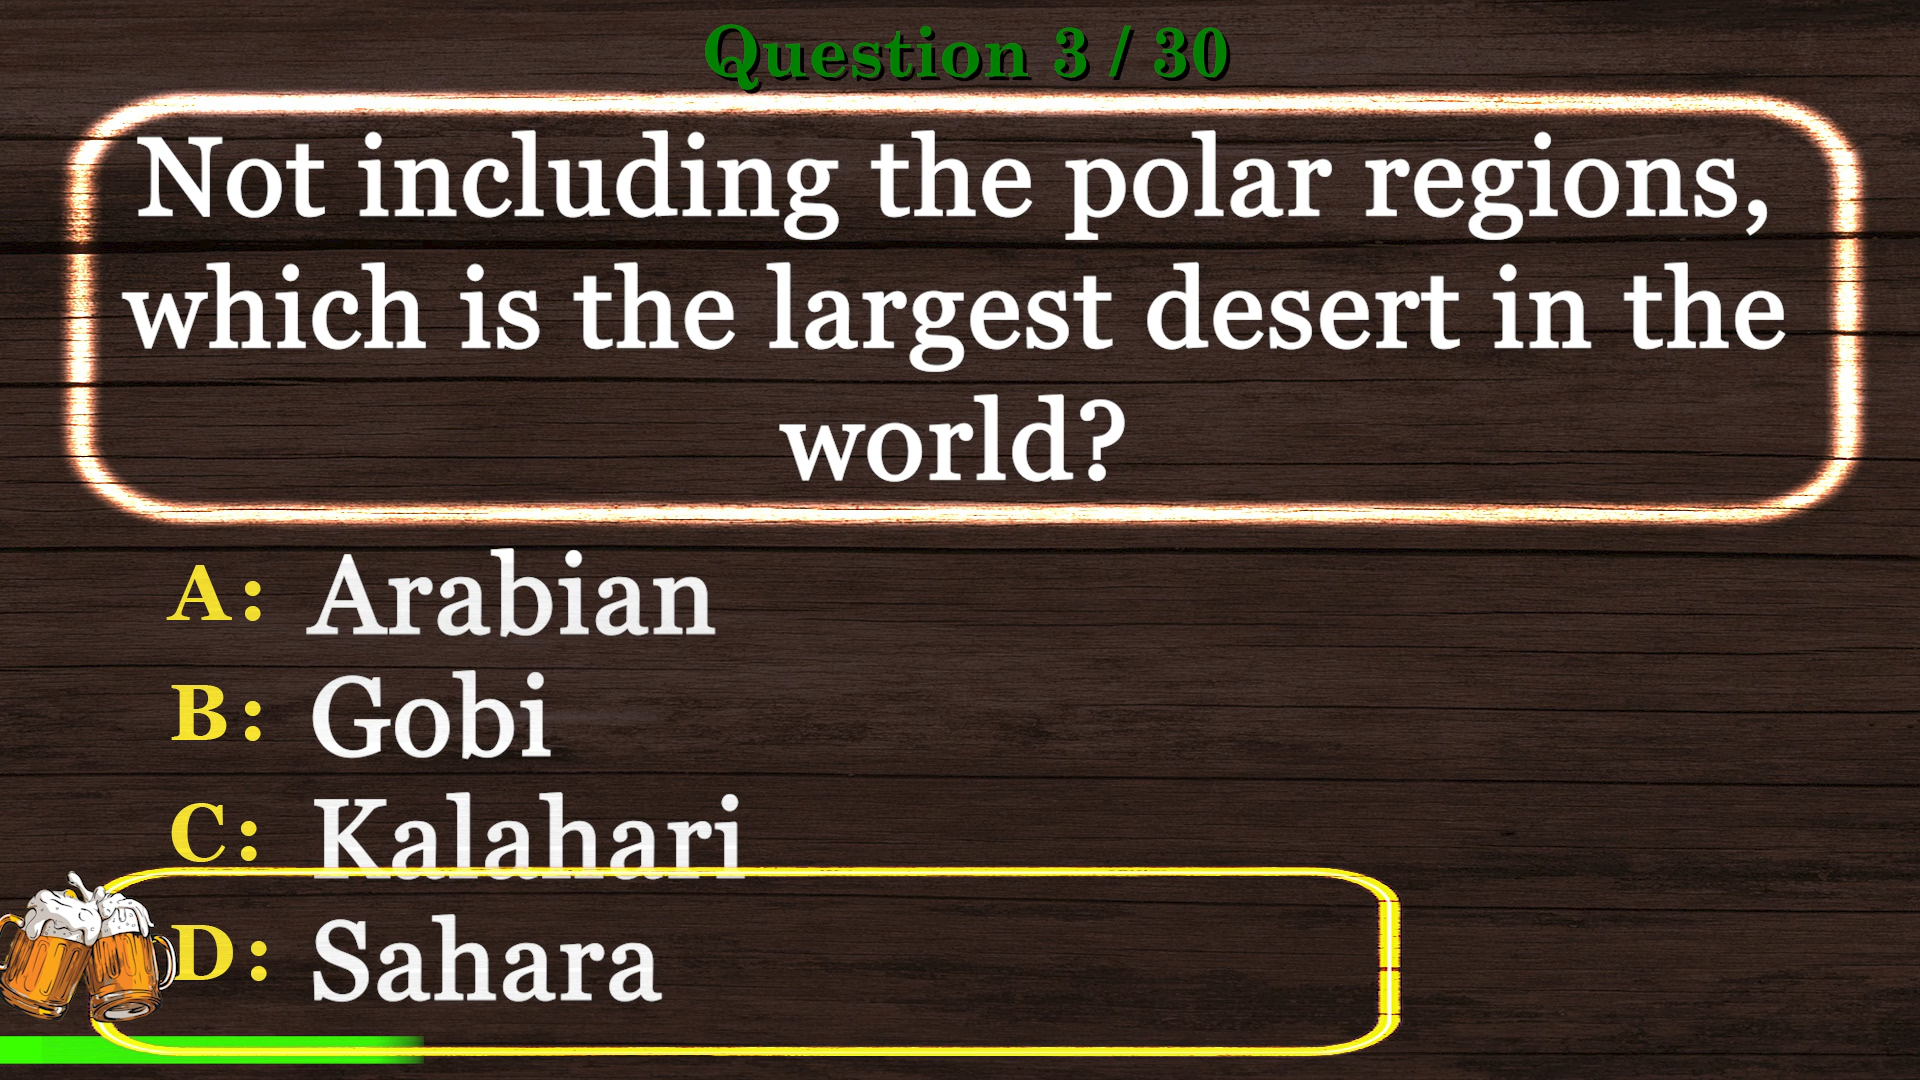 Question 3 / 30
Not including the polar regions,
which is the largest desert in the
world?
A: Arabian
B: Gobi
C: Kalahari
D: Sahara